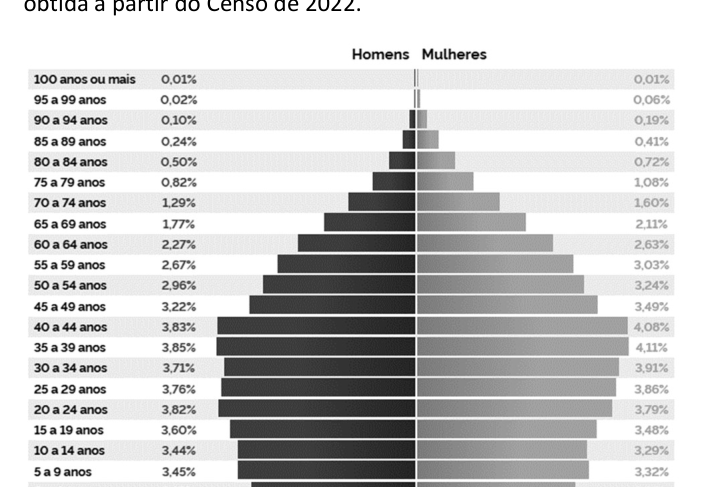 obtida a partir do Censo de 2022.
Homens Mulheres
100 anos ou mais 0,01% 0,01%
95 a 99 anos 0,02% 0,06%
90 a 94 anos 0,10% 0,19%
85 a 89 anos 0,24% 0,41%
80 a 84 anos 0,50% 0,72%
75 a 79 anos 0,82% 1,08%
70 a 74 anos 1,29% 1,60%
65 a 69 anos 1,77% 2,11%
60 a 64 anos 2,27% 2,63%
55 a 59 anos 2,67% 3,03%
50 a 54 anos 2,96% 3,24%
45 a 49 anos 3,22% 3,49%
40 a 44 anos 3,83% 4,08%
35 a 39 anos 3,85% 4,11%
30 a 34 anos 3,71% 3,91%
25 a 29 anos 3,76% 3,86%
20 a 24 anos 3,82% 3,79%
15 a 19 anos 3,60% 3,48%
10 a 14 anos 3,44% 3,29%
5 a 9 anos 3,45% 3,32%